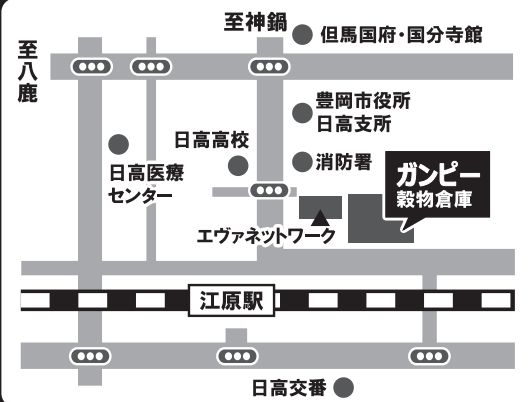 至神鍋
但馬国府・国分寺館
至八鹿
豊岡市役所
日高支所
日高高校
消防署
日高医療
センター
ガンピー
穀物倉庫
エヴァネットワーク
江原駅
日高交番